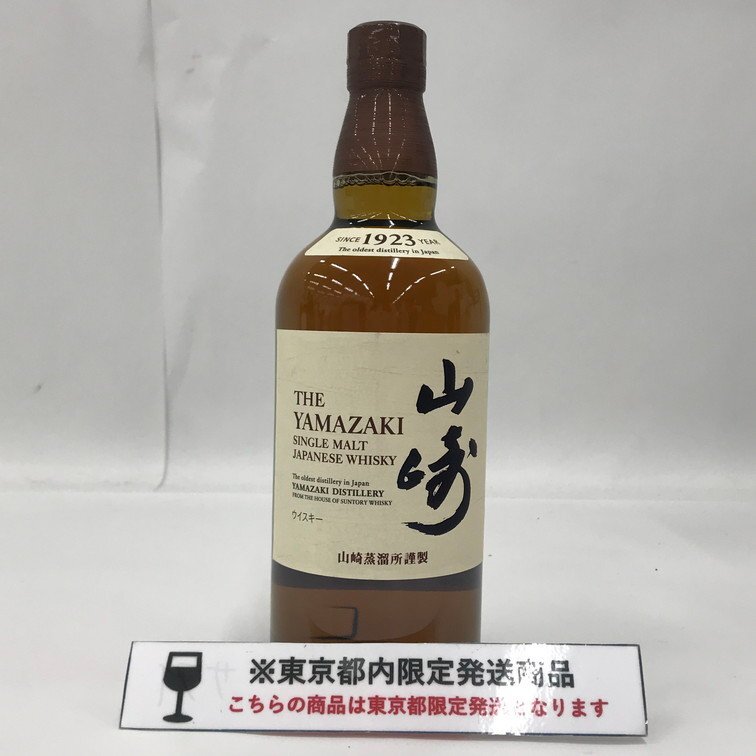 SINCE 1923 YEAR
The oldest distillery in Japan
THE
YAMAZAKI
SINGLE MALT
JAPANESE WHISKY
The oldest distillery in Japan
YAMAZAKI DISTILLERY
FROM THE HOUSE OF SUNTORY WHISKY
ウイスキー
山崎
山崎蒸溜所謹製
※東京都内限定発送商品
こちらの商品は東京都限定発送となります